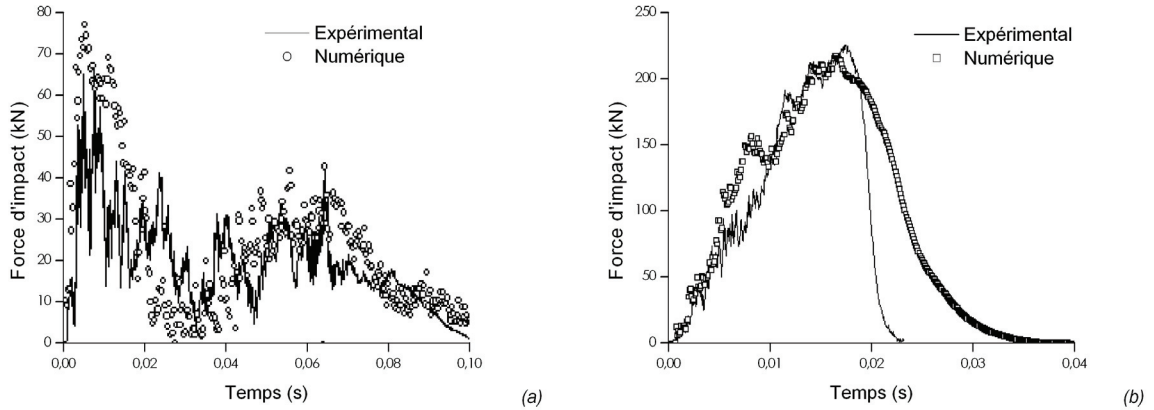 Expérimental
Numérique
Force d'impact (kN)
80
70
60
50
40
30
20
10
0
0,00
0,02
0,04
0,06
0,08
0,10
Temps (s)
(a)
Expérimental
Numérique
Force d'impact (kN)
250
200
150
100
50
0
0,00
0,01
0,02
0,03
0,04
Temps (s)
(b)